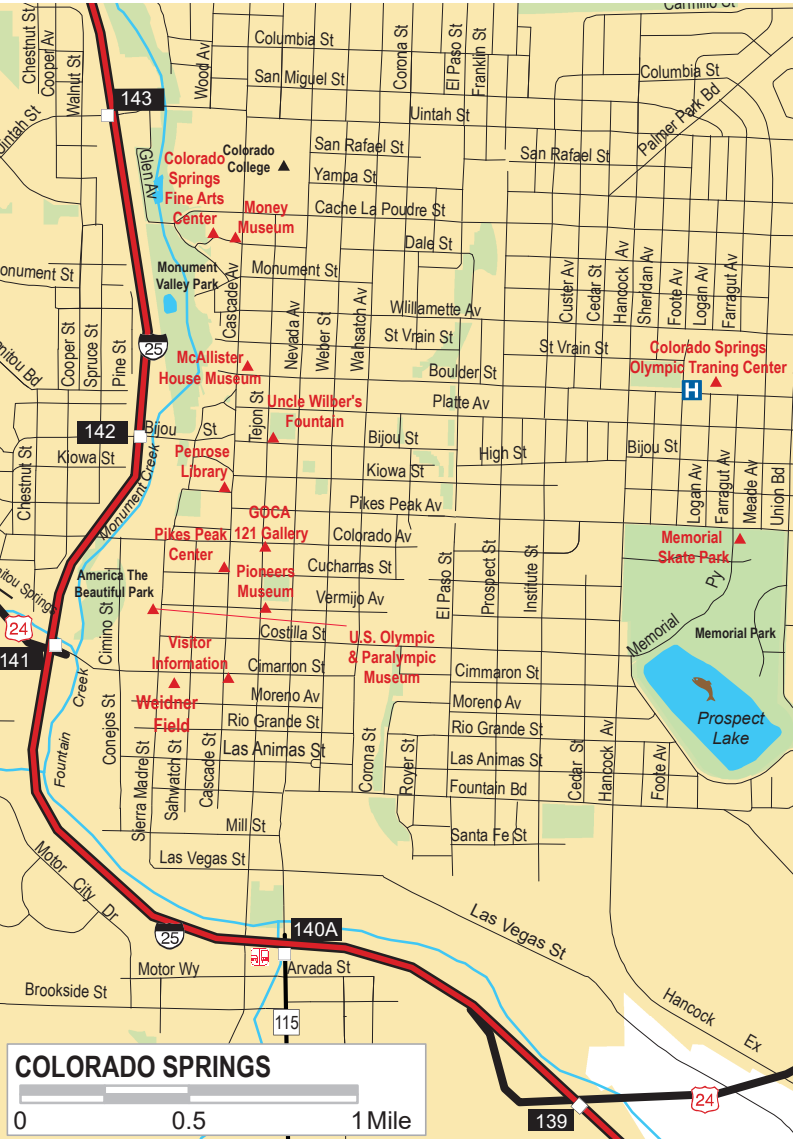 Carmillo St
Chestnut St
Cooper Av
Walnut St
Wood Av
Columbia St
Corona St
El Paso St
Franklin St
San Miguel St
Columbia St
143
Uintah St
Palmer Park Bd
Uintah St
Glen Av
Colorado
Springs
Fine Arts
Center
Colorado
College
San Rafael St
San Rafael St
Yampa St
Money
Museum
Cache La Poudre St
Dale St
onument St
Monument
Valley Park
Cascade Av
Monument St
Custer Av
Cedar St
Hancock Av
Sheridan Av
Foote Av
Logan Av
Farragut Av
Nevada Av
Weber St
Wahsatch Av
WIllamette Av
St Vrain St
St Vrain St
Cooper St
Spruce St
Pine St
25
McAllister
House Museum
Boulder St
Colorado Springs
Olympic Traning Center
H
nitou Bd
Platte Av
Tejon St
Uncle Wilber's
Fountain
142
Bijou St
Bijou St
Bijou St
High St
Kiowa St
Chestnut St
Monument Creek
Penrose
Library
Kiowa St
Logan Av
Farragut Av
Meade Av
Union Bd
Pikes Peak Av
GOCA
121 Gallery
Pikes Peak
Center
Colorado Av
Memorial
Skate Park
Cucharras St
America The
Beautiful Park
Pioneers
Museum
El Paso St
Prospect St
Institute St
Py
nitou Springs
Vermijo Av
24
Cimino St
Costilla St
Memorial
Memorial Park
141
Visitor
Information
U.S. Olympic
& Paralympic
Museum
Cimarron St
Cimmaron St
Creek
Weidner
Field
Moreno Av
Moreno Av
Prospect
Lake
Rio Grande St
Rio Grande St
Fountain
Conejos St
Sierra Madre St
Sahwatch St
Cascade St
Las Animas St
Corona St
Royer St
Las Animas St
Cedar St
Hancock Av
Foote Av
Fountain Bd
Mill St
Santa Fe St
Las Vegas St
Motor City Dr
Las Vegas St
25
140A
Motor Wy
Arvada St
Brookside St
115
Hancock Ex
COLORADO SPRINGS
0 0.5 1 Mile
139
24